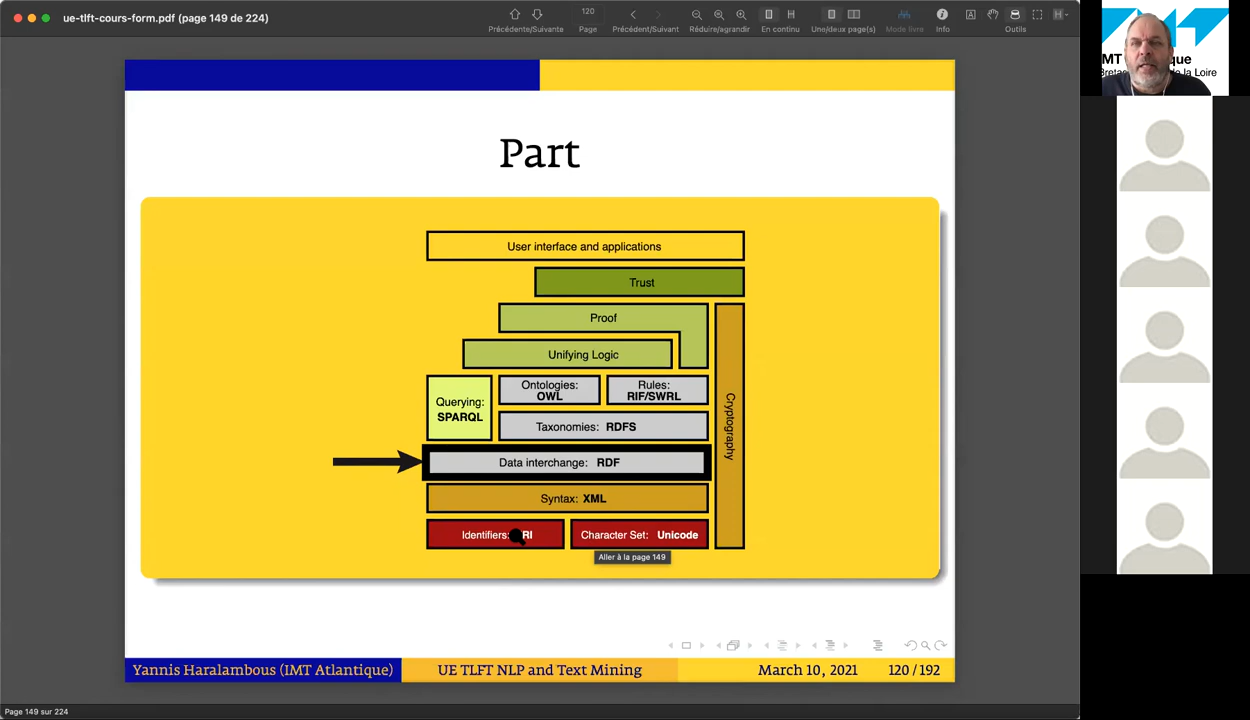 ue-tlft-cours-form.pdf (page 149 de 224)
120
Précédente/Suivante
Page
Précédent/Suivant
Réduire/agrandir
En continu
Une/deux page(s)
Mode livre
Info
Outils
Part
User interface and applications
Trust
Proof
Unifying Logic
Querying:
SPARQL
Ontologies:
OWL
Rules:
RIF/SWRL
Taxonomies: RDFS
Cryptography
Data interchange: RDF
Syntax: XML
Identifiers: RI
Character Set: Unicode
Aller à la page 149
Yannis Haralambous (IMT Atlantique)
UE TLFT NLP and Text Mining
March 10, 2021
120/192
Page 149 sur 224